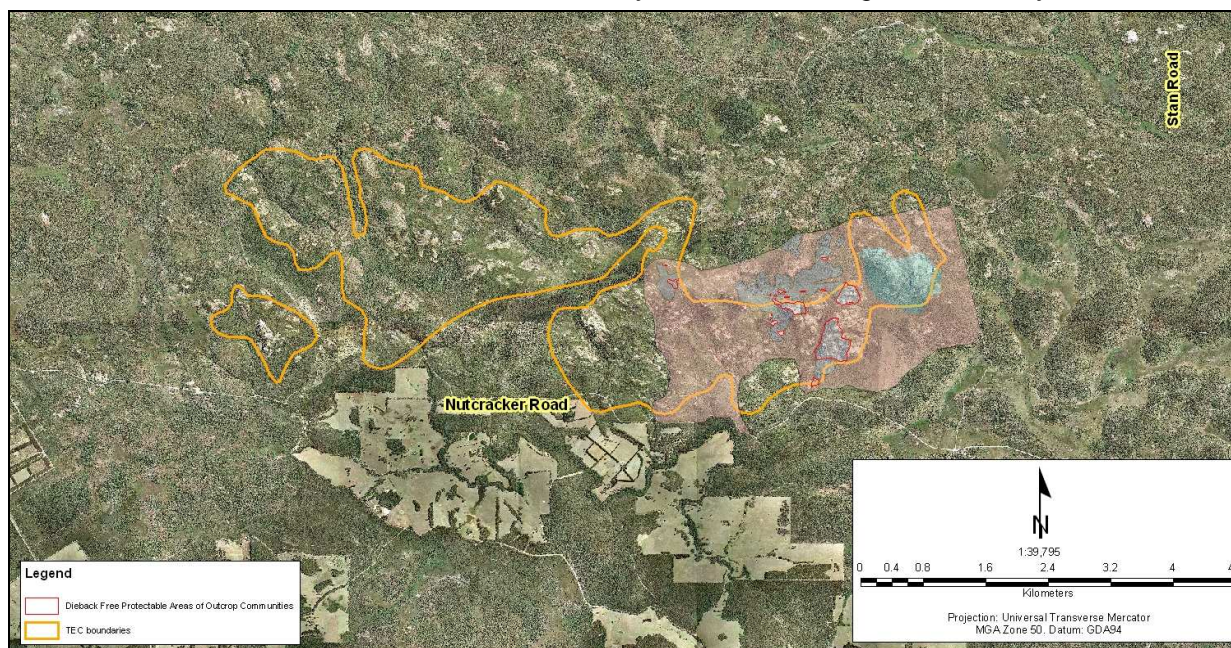 Stan Road
Nutcracker Road
N
1:39,795
0 0.4 0.8 1.6 2.4 3.2 4
Kilometers
Projection: Universal Transverse Mercator
MGA Zone 50. Datum: GDA94
Legend
Dieback Free Protectable Areas of Outcrop Communities
TEC boundaries